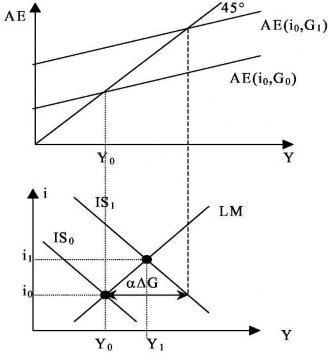 AE
45°
AE(i₀,G₁)
AE(i₀,G₀)
Y₀
Y
i
IS₁
LM
IS₀
i₁
αΔG
i₀
Y₀
Y₁
Y